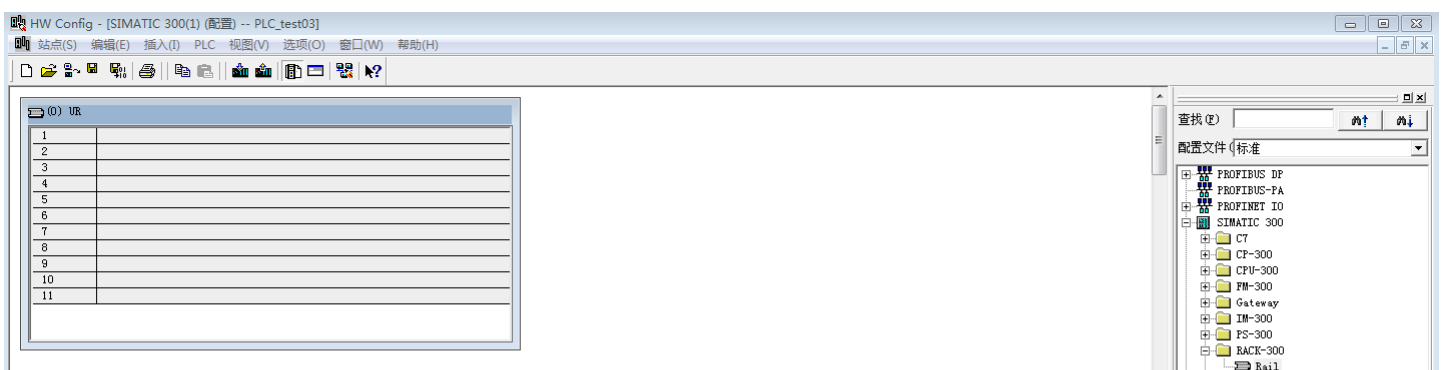 HW Config - [SIMATIC 300(1) (配置) -- PLC_test03]
站点(S) 编辑(E) 插入(I) PLC 视图(V) 选项(O) 窗口(W) 帮助(H)
(0) UR
1
2
3
4
5
6
7
8
9
10
11
查找(F)
配置文件(标准
PROFIBUS DP
PROFIBUS-PA
PROFINET IO
SIMATIC 300
C7
CP-300
CPU-300
FM-300
Gateway
IM-300
PS-300
RACK-300
Rail